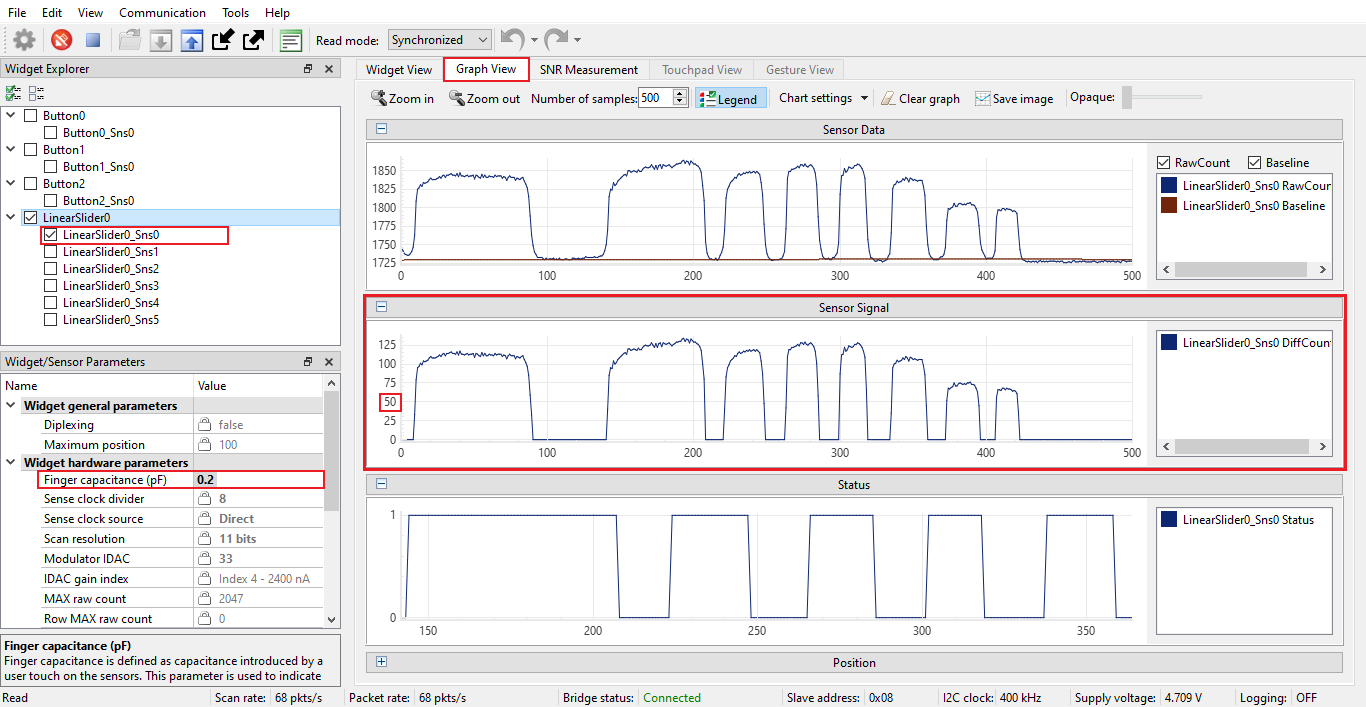 File Edit View Communication Tools Help
Read mode: Synchronized
Widget Explorer
Button0
Button0_Sns0
Button1
Button1_Sns0
Button2
Button2_Sns0
LinearSlider0
LinearSlider0_Sns0
LinearSlider0_Sns1
LinearSlider0_Sns2
LinearSlider0_Sns3
LinearSlider0_Sns4
LinearSlider0_Sns5
Widget/Sensor Parameters
Name Value
Widget general parameters
Diplexing false
Maximum position 100
Widget hardware parameters
Finger capacitance (pF) 0.2
Sense clock divider 8
Sense clock source Direct
Scan resolution 11 bits
Modulator IDAC 33
IDAC gain index Index 4 - 2400 nA
MAX raw count 2047
Row MAX raw count 0
Finger capacitance (pF)
Finger capacitance is defined as capacitance introduced by a
user touch on the sensors. This parameter is used to indicate
Widget View Graph View SNR Measurement Touchpad View Gesture View
Zoom in Zoom out Number of samples: 500 Legend Chart settings Clear graph Save image Opaque:
Sensor Data
1850
1825
1800
1775
1750
1725
0 100 200 300 400 500
RawCount Baseline
LinearSlider0_Sns0 RawCour
LinearSlider0_Sns0 Baseline
Sensor Signal
125
100
75
50
25
0
0 100 200 300 400 500
LinearSlider0_Sns0 DiffCount
Status
1
0
150 200 250 300 350
LinearSlider0_Sns0 Status
Position
Read Scan rate: 68 pkts/s Packet rate: 68 pkts/s Bridge status: Connected Slave address: 0x08 I2C clock: 400 kHz Supply voltage: 4.709 V Logging: OFF